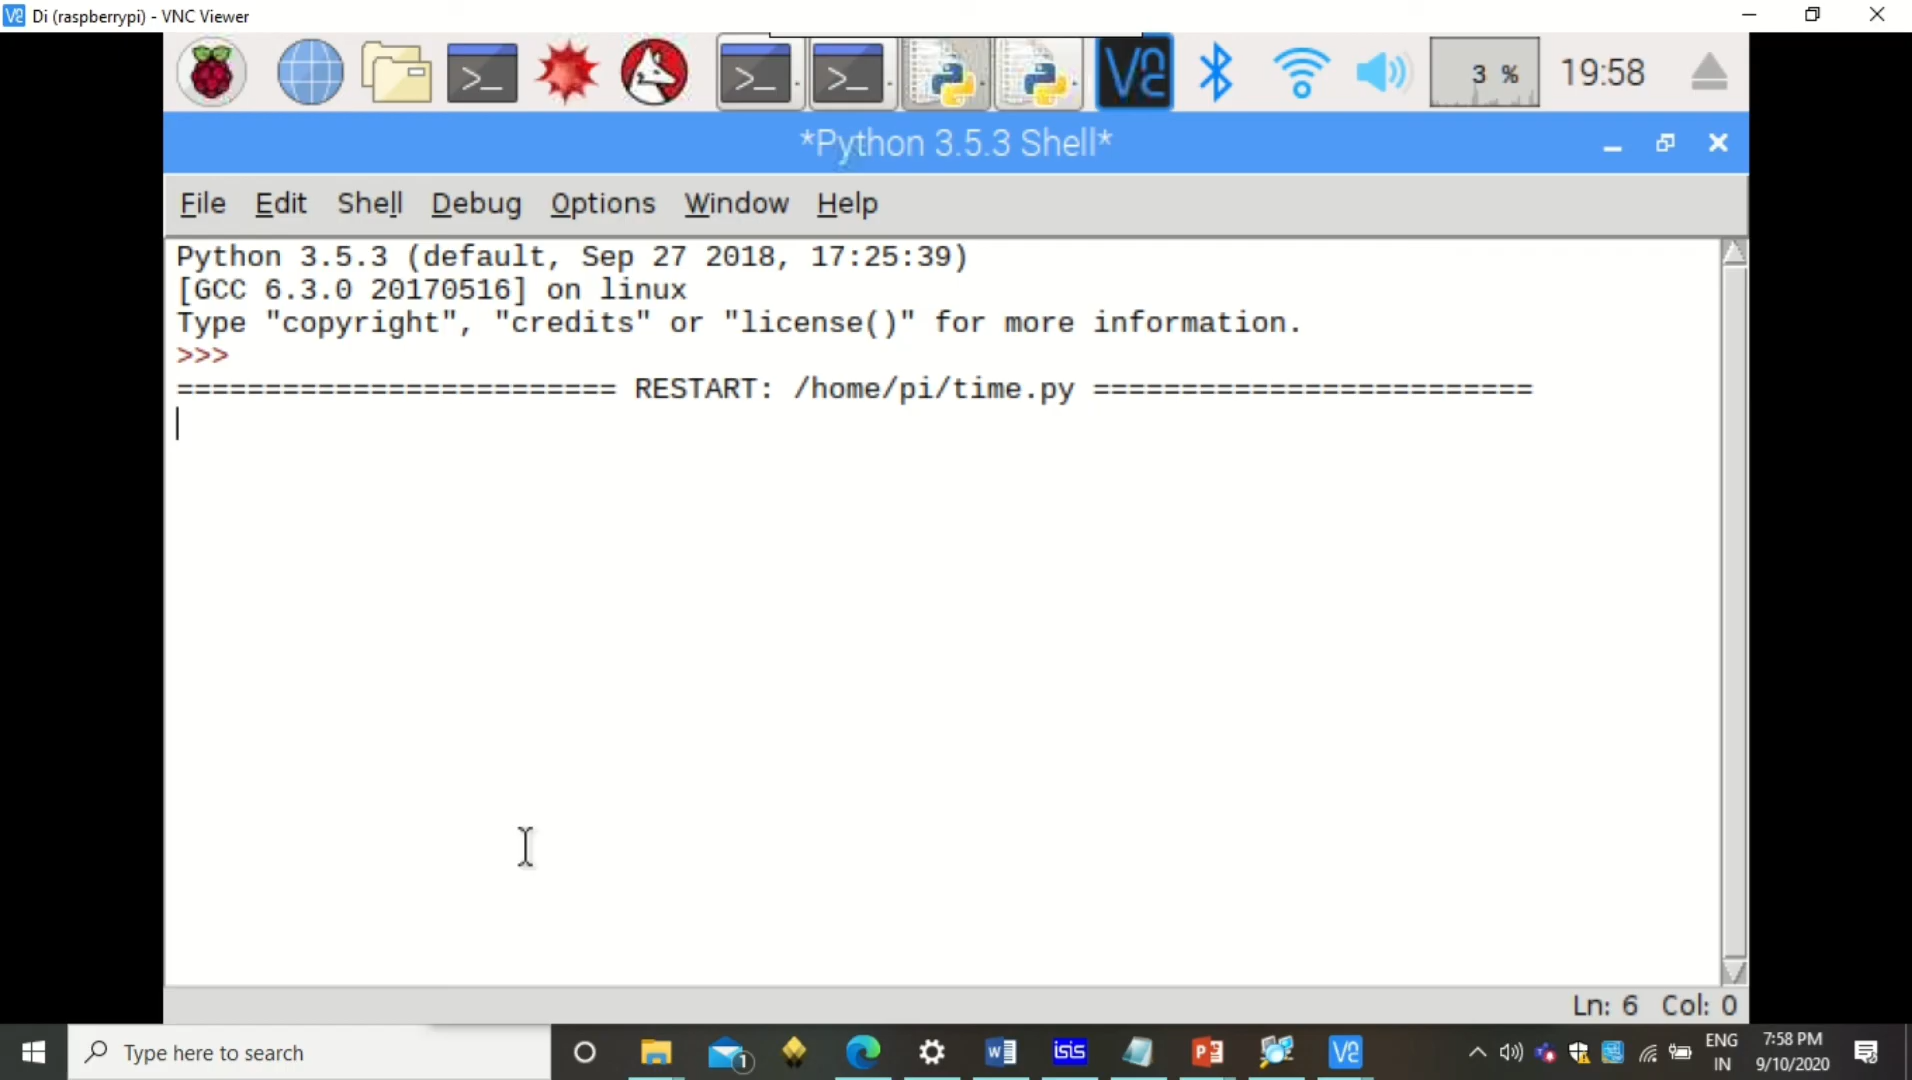 Di (raspberrypi) - VNC Viewer
3 %
19:58
*Python 3.5.3 Shell*
File Edit Shell Debug Options Window Help
Python 3.5.3 (default, Sep 27 2018, 17:25:39)
[GCC 6.3.0 20170516] on linux
Type "copyright", "credits" or "license()" for more information.
>>>
========================= RESTART: /home/pi/time.py =========================
Ln: 6 Col: 0
Type here to search
1
isis
ENG
IN
7:58 PM
9/10/2020